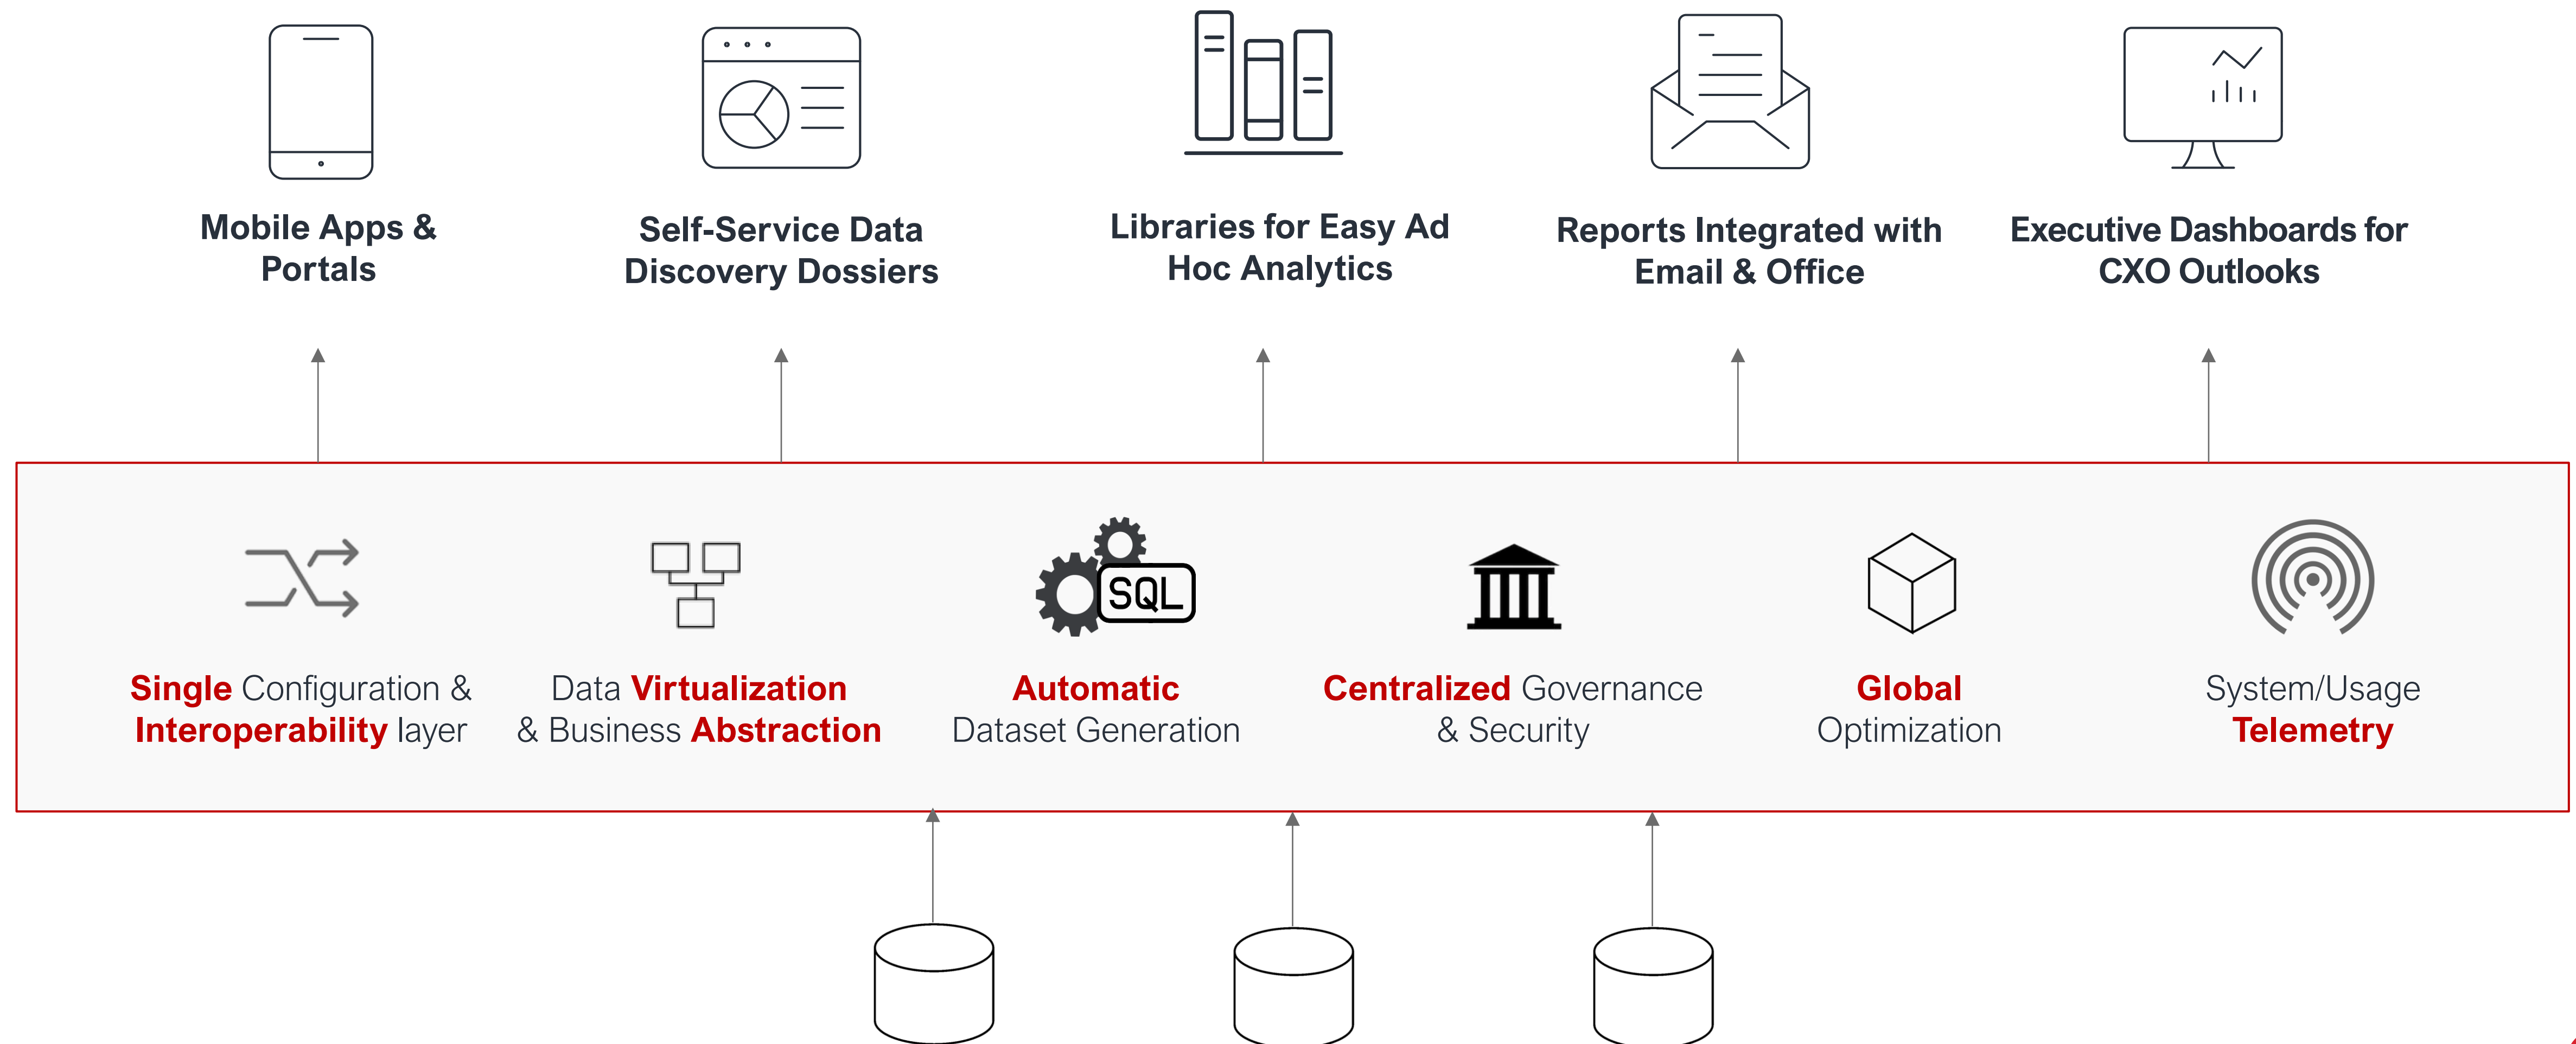 Mobile Apps &
Portals
Self-Service Data
Discovery Dossiers
Libraries for Easy Ad
Hoc Analytics
Reports Integrated with
Email & Office
Executive Dashboards for
CXO Outlooks
SQL
Single Configuration &
Interoperability layer
Data Virtualization
& Business Abstraction
Automatic
Dataset Generation
Centralized Governance
& Security
Global
Optimization
System/Usage
Telemetry